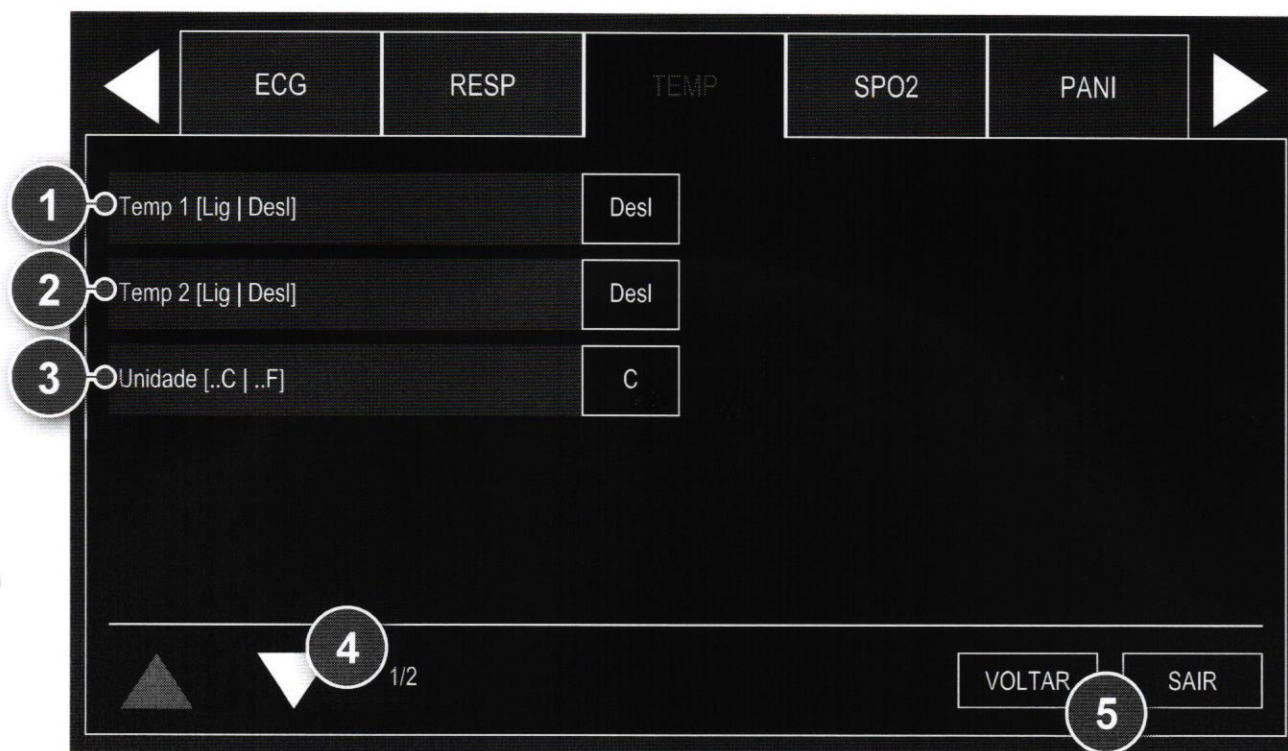 ECG RESP TEMP SPO2 PANI
1 Temp 1 [Lig | Desl] Desl
2 Temp 2 [Lig | Desl] Desl
3 Unidade [..C | ..F] C
4 1/2 VOLTAR 5 SAIR